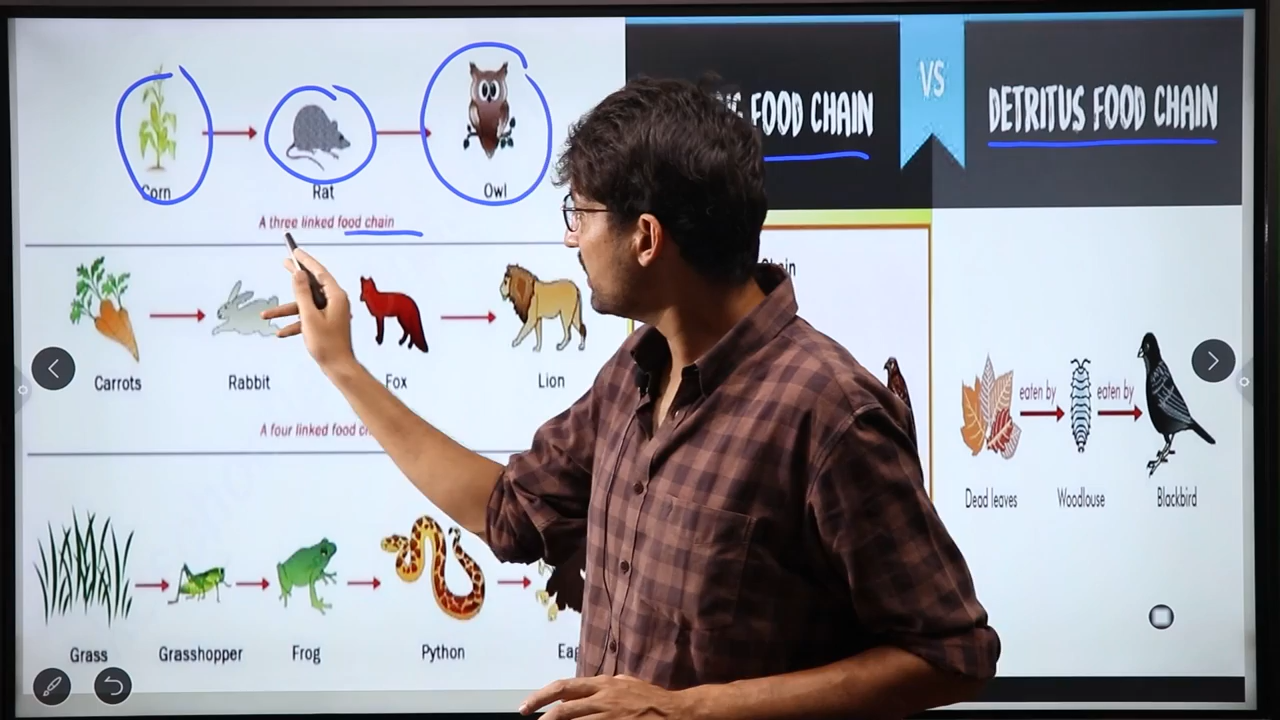 Corn
Rat
Owl
A three linked food chain
Carrots
Rabbit
Fox
Lion
A four linked food
Grass
Grasshopper
Frog
Python
FOOD CHAIN
VS
DETRITUS FOOD CHAIN
eaten by
eaten by
Dead leaves
Woodlouse
Blackbird